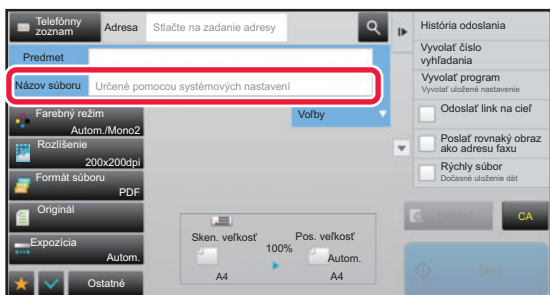 Telefónny
zoznam
Adresa
Stlačte na zadanie adresy
Predmet
Názov súboru
Určené pomocou systémových nastavení
Farebný režim
Autom./Mono2
Rozlíšenie
200x200dpi
Formát súboru
PDF
Originál
Expozícia
Autom.
Ostatné
Voľby
Sken. veľkosť
100%
Pos. veľkosť
Autom.
A4
A4
História odoslania
Vyvolať číslo
vyhľadania
Vyvolať program
Vyvolať uložené nastavenie
Odoslať link na cieľ
Poslať rovnaký obraz
ako adresu faxu
Rýchly súbor
Dočasné uloženie dát
CA
Štart